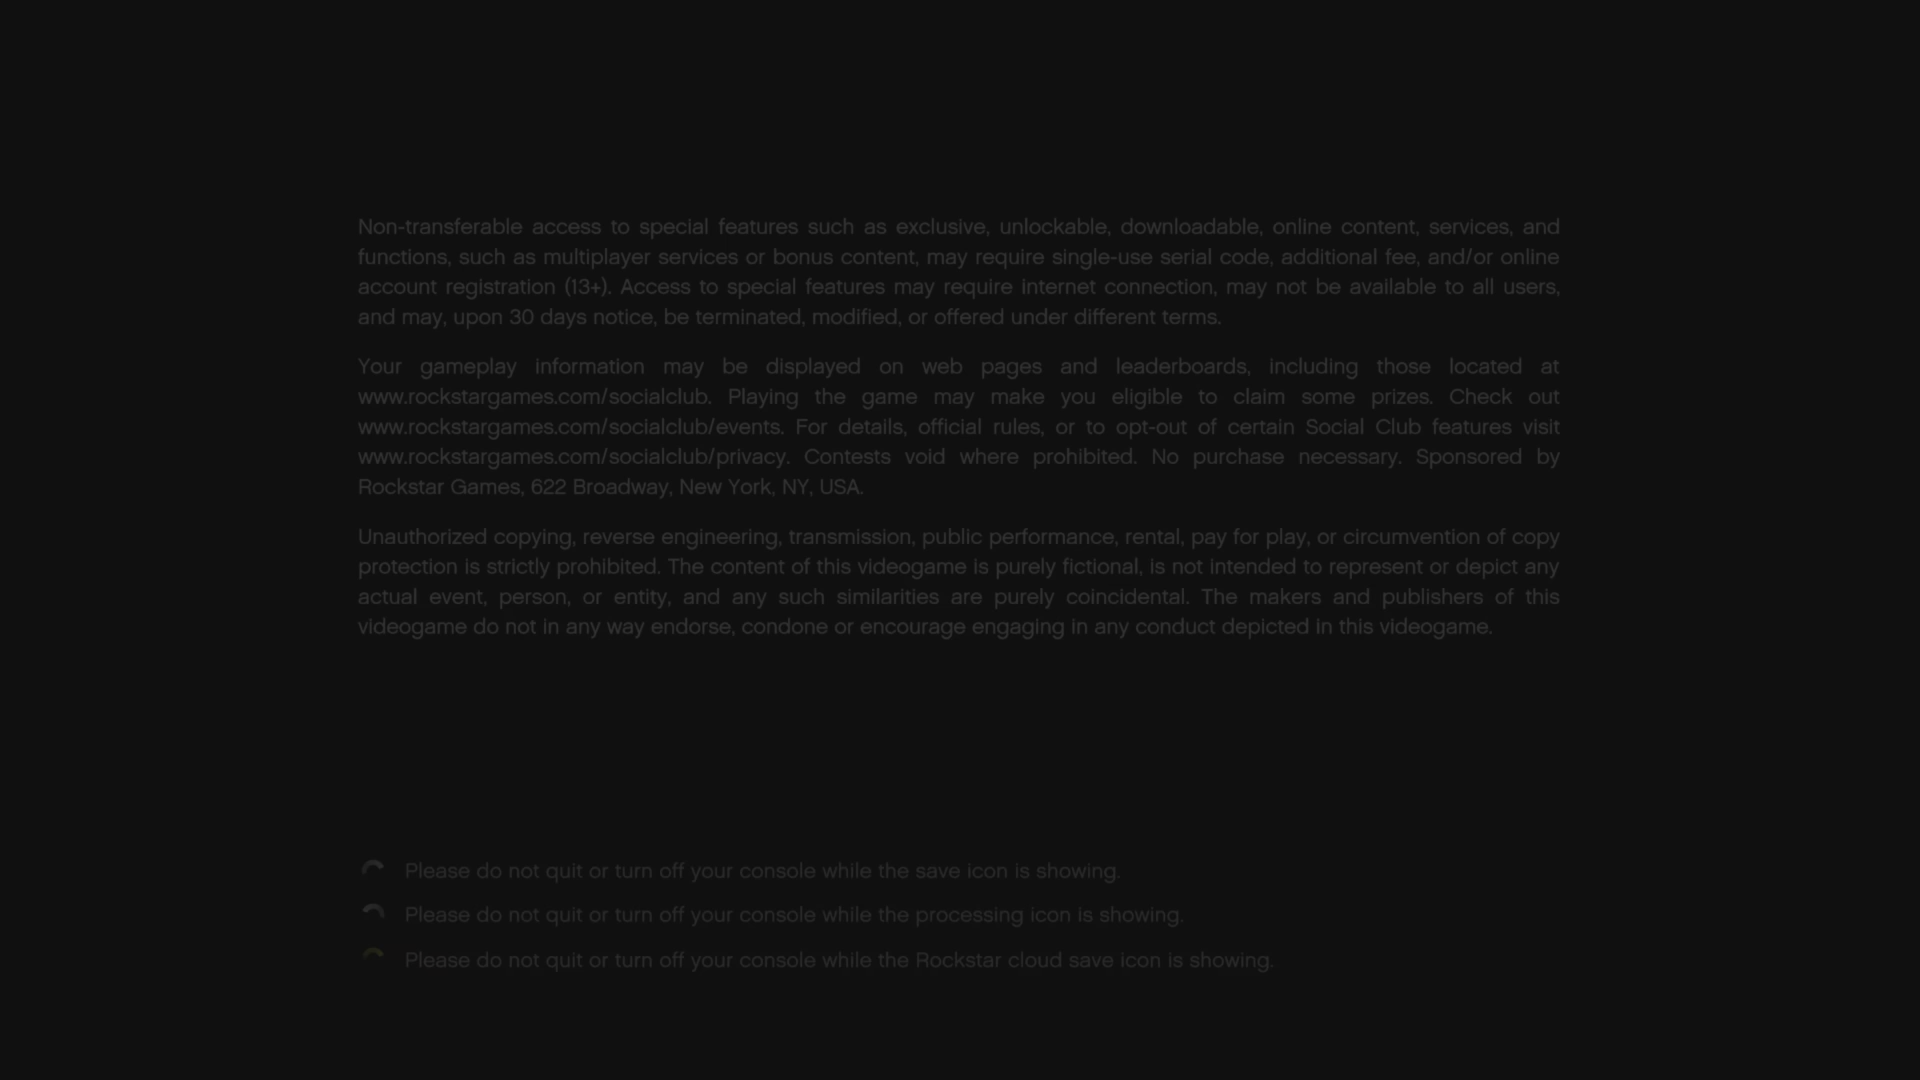 Non-transferable access to special features such as exclusive, unlockable, downloadable, online content, services, and
functions, such as multiplayer services or bonus content, may require single-use serial code, additional fee, and/or online
account registration (13+). Access to special features may require internet connection, may not be available to all users,
and may, upon 30 days notice, be terminated, modified, or offered under different terms.
Your gameplay information may be displayed on web pages and leaderboards, including those located at
www.rockstargames.com/socialclub. Playing the game may make you eligible to claim some prizes. Check out
www.rockstargames.com/socialclub/events. For details, official rules, or to opt-out of certain Social Club features visit
www.rockstargames.com/socialclub/privacy. Contests void where prohibited. No purchase necessary. Sponsored by
Rockstar Games, 622 Broadway, New York, NY, USA.
Unauthorized copying, reverse engineering, transmission, public performance, rental, pay for play, or circumvention of copy
protection is strictly prohibited. The content of this videogame is purely fictional, is not intended to represent or depict any
actual event, person, or entity, and any such similarities are purely coincidental. The makers and publishers of this
videogame do not in any way endorse, condone or encourage engaging in any conduct depicted in this videogame.
Please do not quit or turn off your console while the save icon is showing.
Please do not quit or turn off your console while the processing icon is showing.
Please do not quit or turn off your console while the Rockstar cloud save icon is showing.